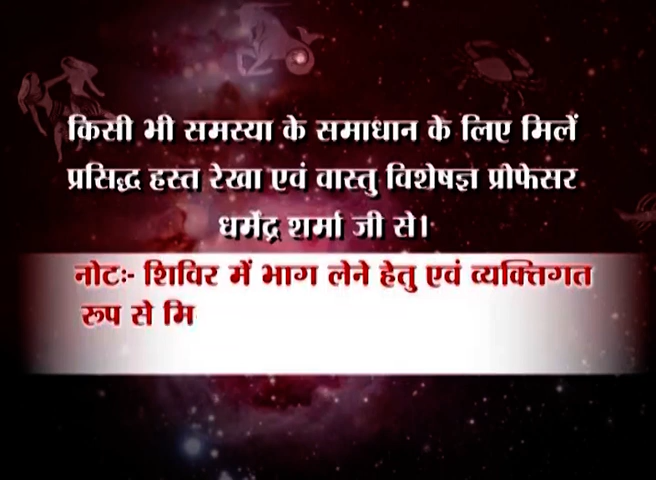 किसी भी समस्या के समाधान के लिए मिलें
प्रसिद्ध हस्त रेखा एवं वास्तु विशेषज्ञ प्रीफेसर
धर्मेंद्र शर्मा जी से।
नोटः- शिविर में भाग लेने हेतु एवं व्यक्तिगत
रूप से मि